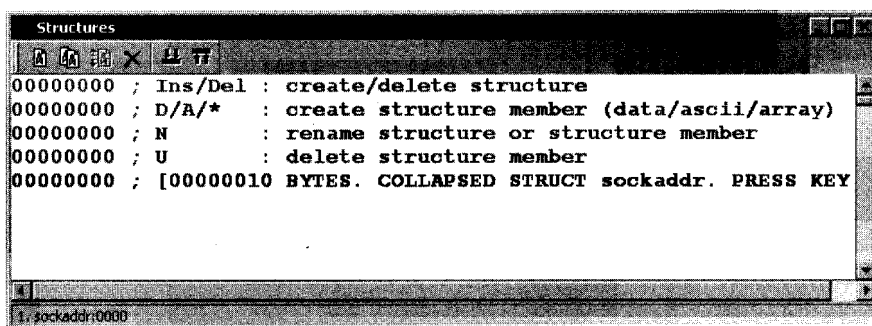 Structures
00000000 ; Ins/Del : create/delete structure
00000000 ; D/A/* : create structure member (data/ascii/array)
00000000 ; N : rename structure or structure member
00000000 ; U : delete structure member
00000000 ; [00000010 BYTES. COLLAPSED STRUCT sockaddr. PRESS KEY
1. sockaddr:0000